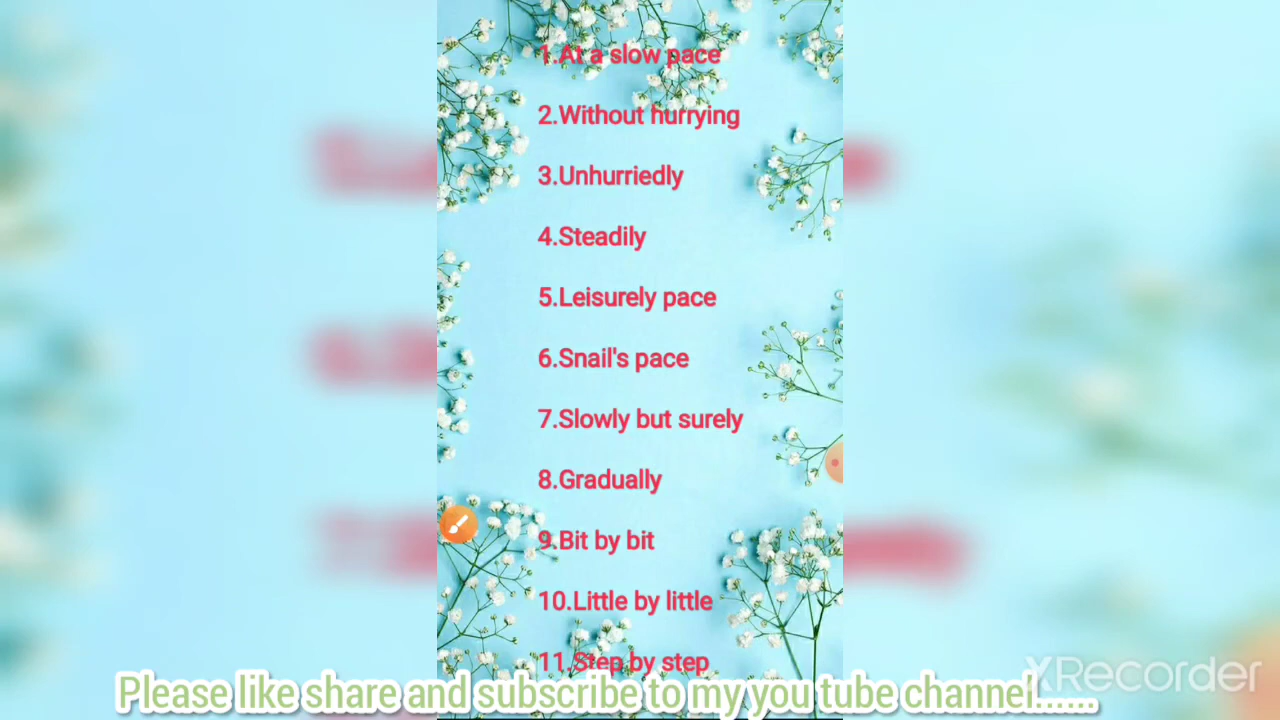 1.At a slow pace
2.Without hurrying
3.Unhurriedly
4.Steadily
5.Leisurely pace
6.Snail's pace
7.Slowly but surely
8.Gradually
9.Bit by bit
10.Little by little
11.Step by step
XRecorder
Please like share and subscribe to my you tube channel......